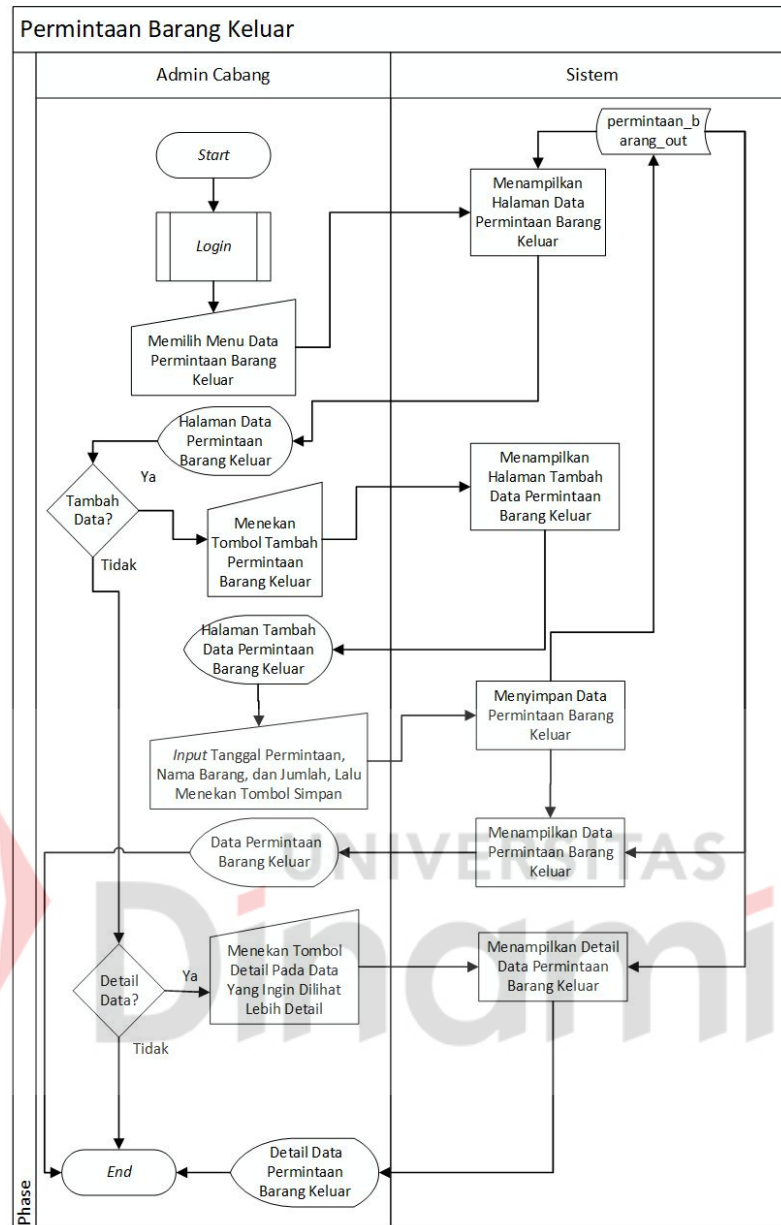 Permintaan Barang Keluar
Admin Cabang
Sistem
permintaan_b
arang_out
Start
Menampilkan
Halaman Data
Permintaan Barang
Keluar
Login
Memilih Menu Data
Permintaan Barang
Keluar
Halaman Data
Permintaan
Barang Keluar
Tambah
Data?
Ya
Tidak
Menekan
Tombol Tambah
Permintaan
Barang Keluar
Menampilkan
Halaman Tambah
Data Permintaan
Barang Keluar
Halaman Tambah
Data Permintaan
Barang Keluar
Input Tanggal Permintaan,
Nama Barang, dan Jumlah, Lalu
Menekan Tombol Simpan
Menyimpan Data
Permintaan Barang
Keluar
Menampilkan Data
Permintaan Barang
Keluar
Data Permintaan
Barang Keluar
UNIVERSITAS
Dinami
Detail
Data?
Ya
Tidak
Menekan Tombol
Detail Pada Data
Yang Ingin Dilihat
Lebih Detail
Menampilkan Detail
Data Permintaan
Barang Keluar
Detail Data
Permintaan
Barang Keluar
End
Phase